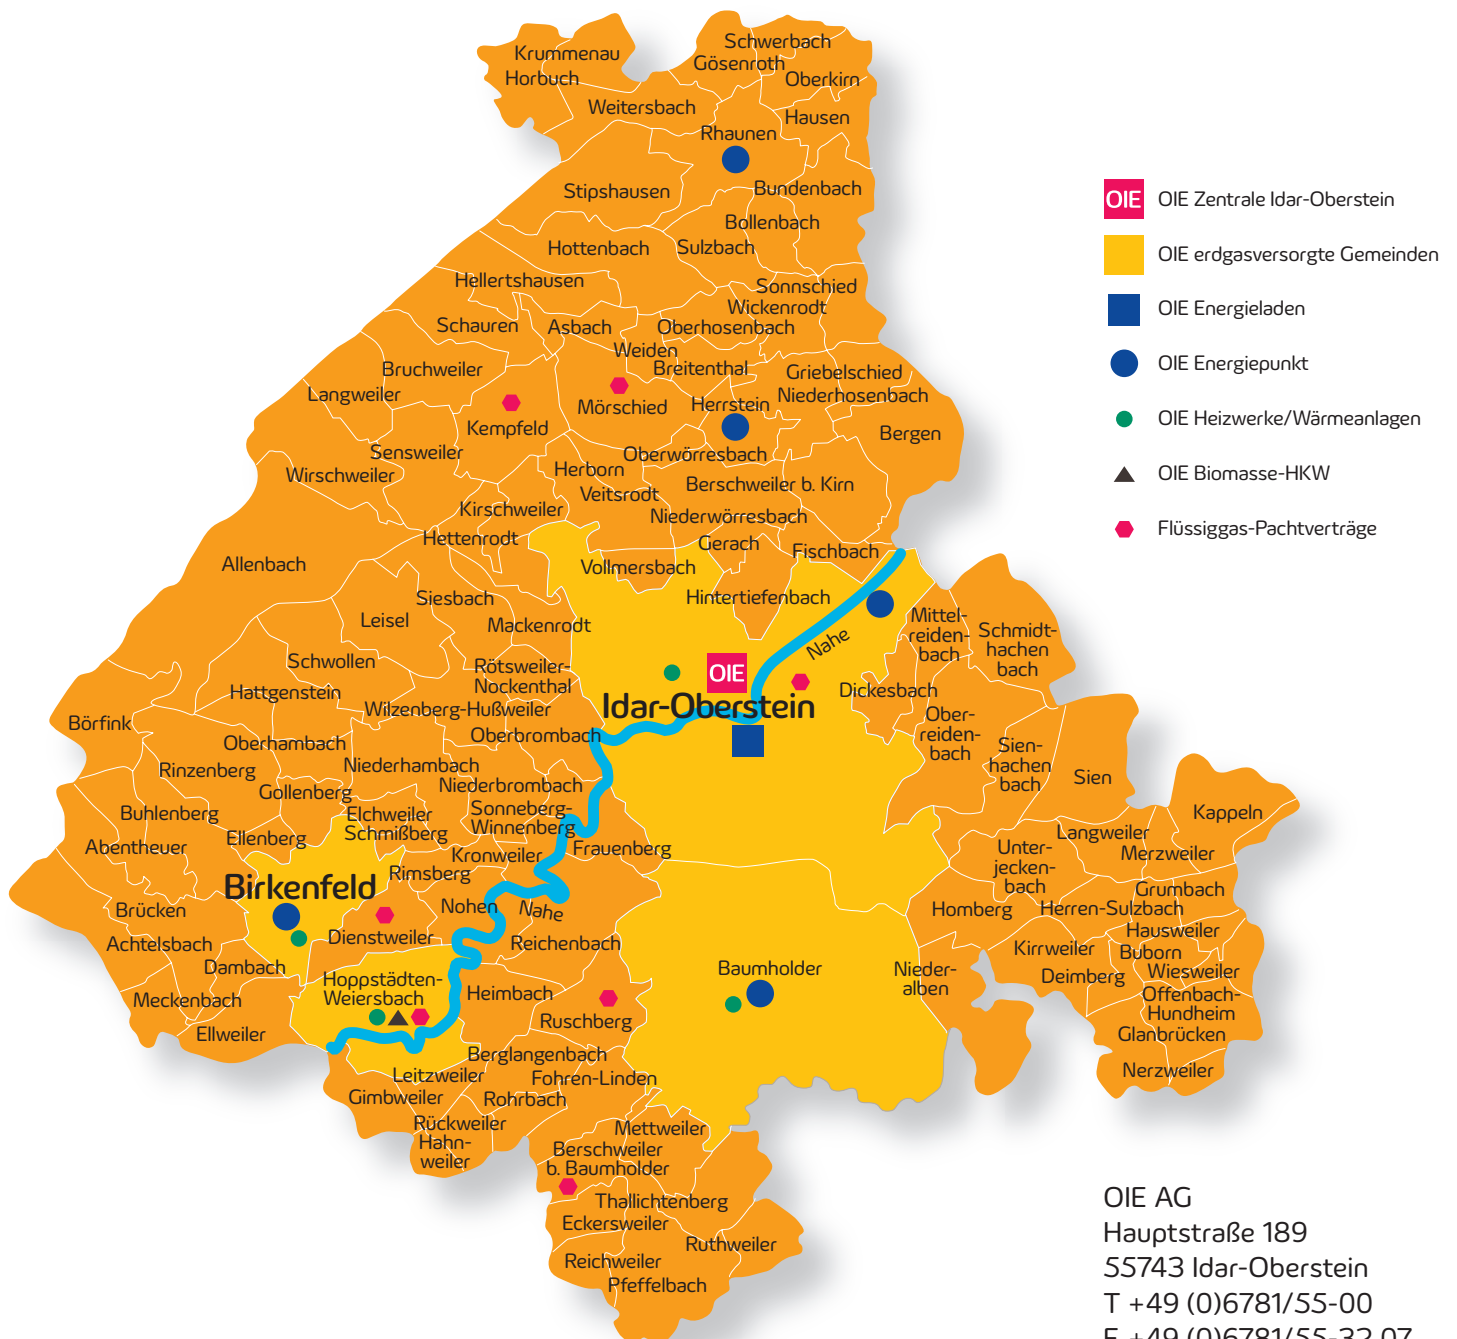 Krummenau
Horbuch
Schwerbach
Gösenroth
Oberkirn
Weitersbach
Hausen
Rhaunen
Stipshausen
Bundenbach
Bollenbach
Hottenbach
Sulzbach
Hellertshausen
Sonnschied
Wickenrodt
Schauren
Asbach
Oberhosenbach
Weiden
Breitenthal
Bruchweiler
Griebelschied
Langweiler
Niederhosenbach
Mörschied
Herrstein
Kempfeld
Bergen
Sensweiler
Oberwörresbach
Wirschweiler
Herborn
Berschweiler b. Kirn
Veitsrodt
Kirschweiler
Niederwörresbach
Hettenrodt
Gerach
Fischbach
Allenbach
Vollmersbach
Siesbach
Hintertiefenbach
Leisel
Mackenrodt
Mittel-
reiden-
bach
Schmidt-
hachen
bach
Nahe
Schwollen
Rötsweiler-
Nockenthal
OIE
Hattgenstein
Dickesbach
Wilzenberg-Hußweiler
Idar-Oberstein
Börfink
Oberbrombach
Ober-
reiden-
bach
Oberhambach
Sien-
hachen
bach
Rinzenberg
Niederhambach
Sien
Gollenberg
Niederbrombach
Buhlenberg
Elchweiler
Schmißberg
Sonneberg-
Winnenberg
Kappeln
Ellenberg
Langweiler
Abentheuer
Kronweiler
Frauenberg
Unter-
jecken-
bach
Merzweiler
Birkenfeld
Rimsberg
Grumbach
Brücken
Nohen
Nahe
Homberg
Herren-Sulzbach
Dienstweiler
Hausweiler
Achtelsbach
Reichenbach
Kirrweiler
Buborn
Dambach
Baumholder
Nieder-
alben
Deimberg
Wiesweiler
Hoppstädten-
Weiersbach
Meckenbach
Heimbach
Offenbach-
Hundheim
Ellweiler
Ruschberg
Glanbrücken
Berglangenbach
Nerzweiler
Leitzweiler
Fohren-Linden
Gimbweiler
Rohrbach
Rückweiler
Mettweiler
Hahn-
weiler
Berschweiler
b. Baumholder
Thallichtenberg
Eckersweiler
Ruthweiler
Reichweiler
Pfeffelbach
OIE OIE Zentrale Idar-Oberstein
OIE erdgasversorgte Gemeinden
OIE Energieladen
OIE Energiepunkt
OIE Heizwerke/Wärmeanlagen
OIE Biomasse-HKW
Flüssiggas-Pachtverträge
OIE AG
Hauptstraße 189
55743 Idar-Oberstein
T +49 (0)6781/55-00
F +49 (0)6781/55-32 07